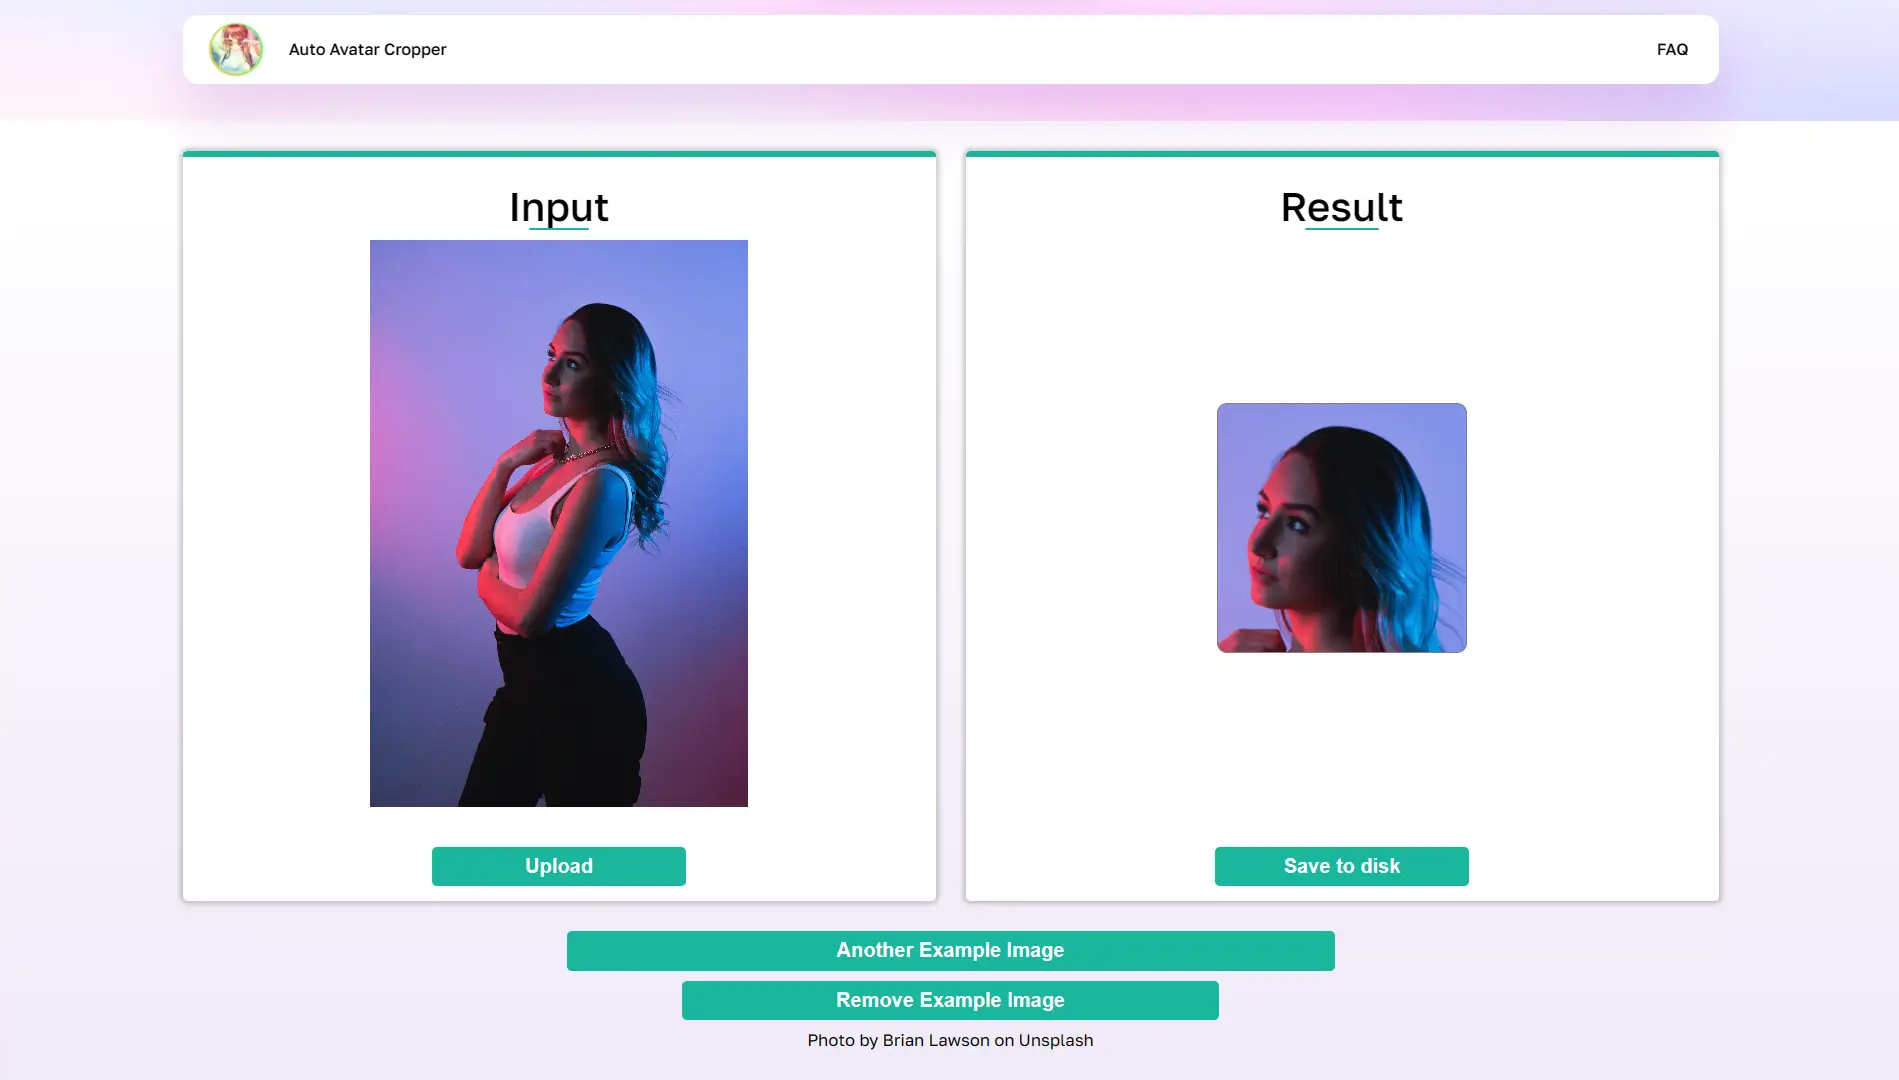 Auto Avatar Cropper
FAQ
Input
Result
Upload
Save to disk
Another Example Image
Remove Example Image
Photo by Brian Lawson on Unsplash